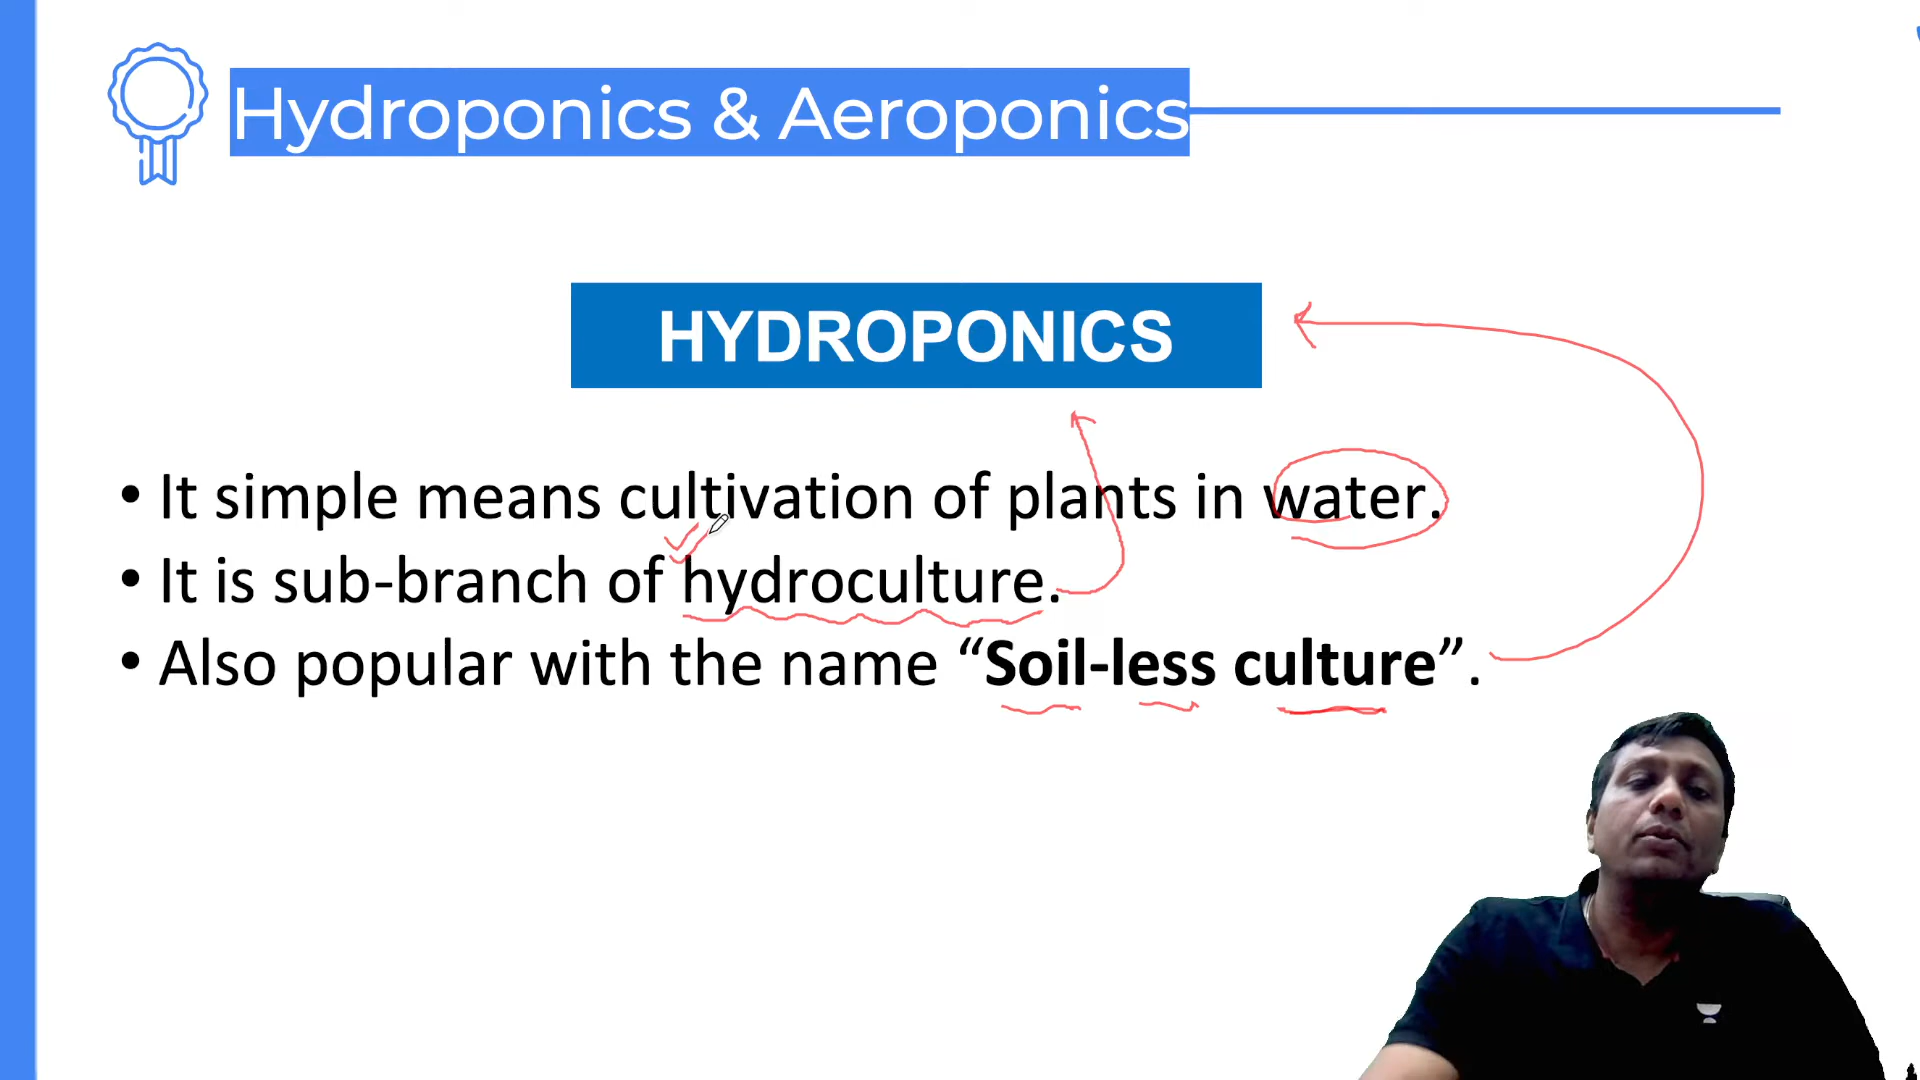 Hydroponics & Aeroponics
HYDROPONICS
• It simple means cultivation of plants in water.
• It is sub-branch of hydroculture.
• Also popular with the name “Soil-less culture”.